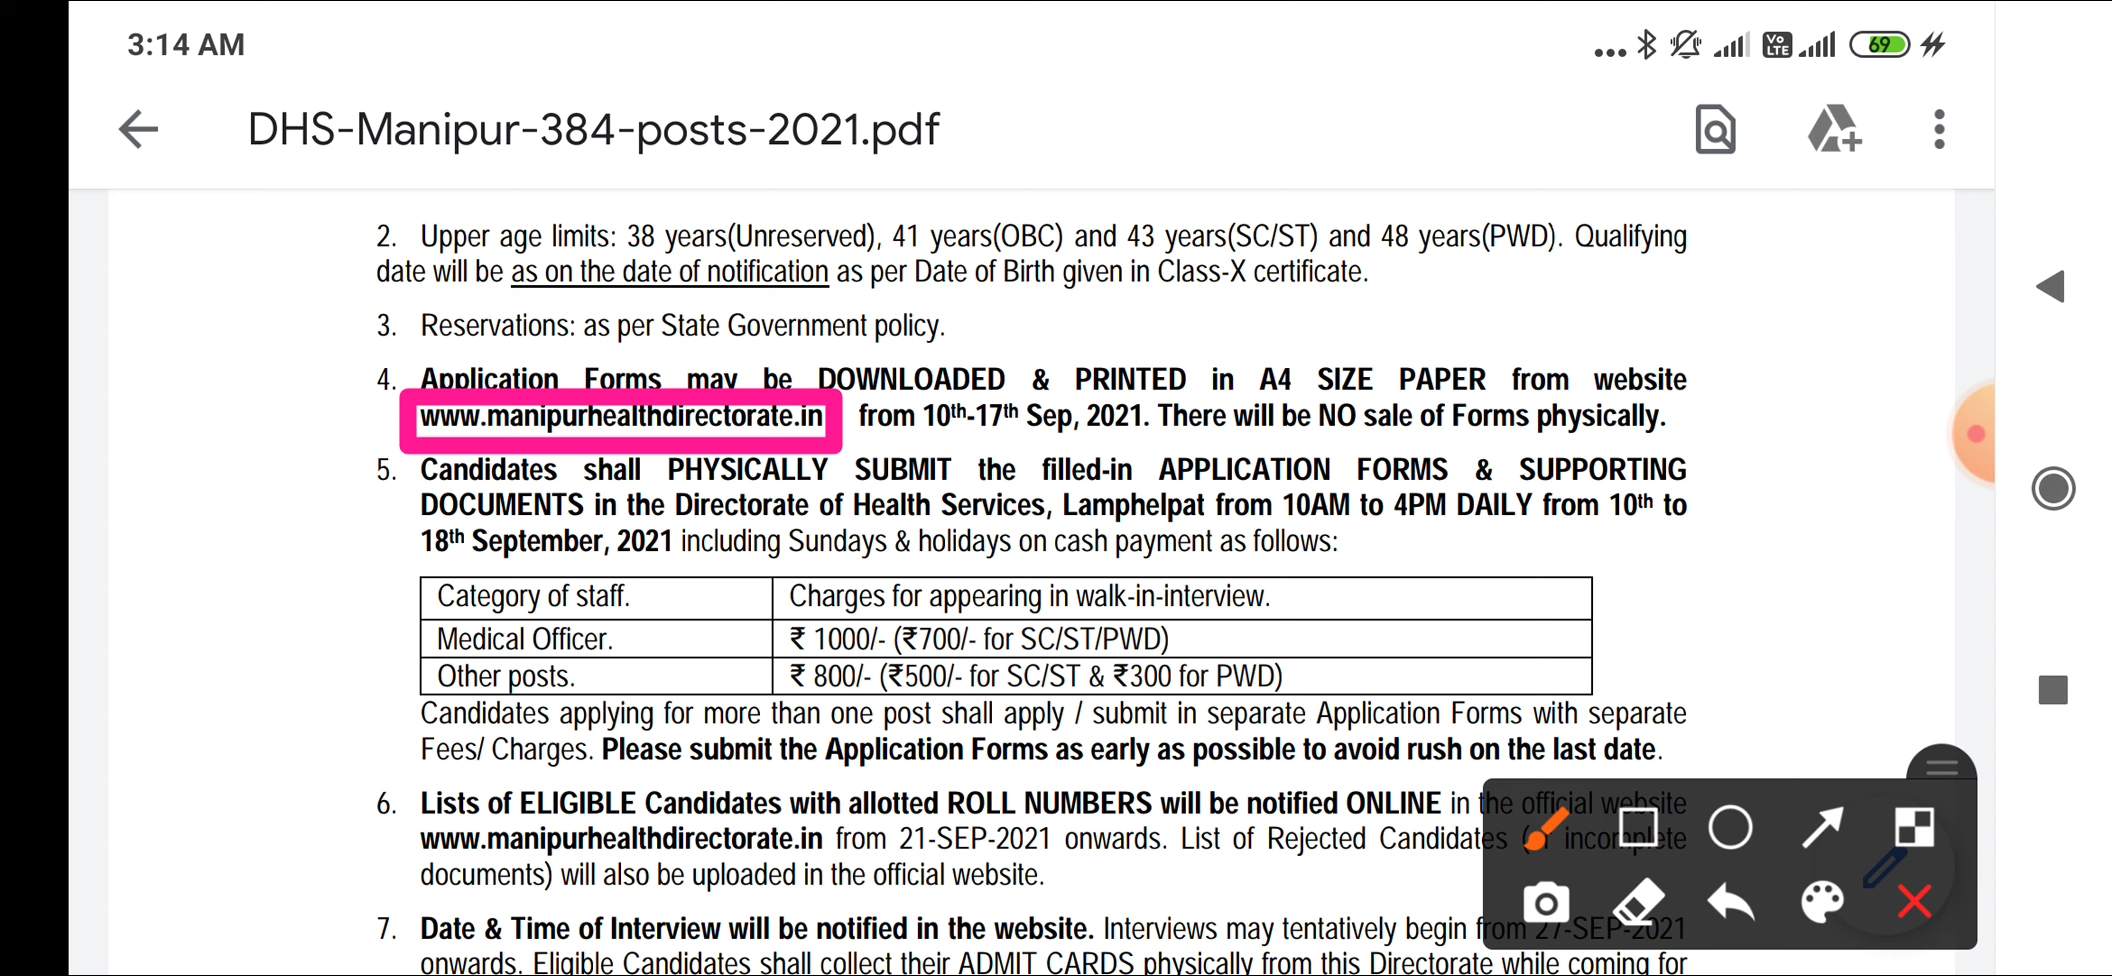 3:14 AM
Vo LTE
69
DHS-Manipur-384-posts-2021.pdf
2. Upper age limits: 38 years(Unreserved), 41 years(OBC) and 43 years(SC/ST) and 48 years(PWD). Qualifying
date will be as on the date of notification as per Date of Birth given in Class-X certificate.
3. Reservations: as per State Government policy.
4. Application Forms may be DOWNLOADED & PRINTED in A4 SIZE PAPER from website
www.manipurhealthdirectorate.in from 10th-17th Sep, 2021. There will be NO sale of Forms physically.
5. Candidates shall PHYSICALLY SUBMIT the filled-in APPLICATION FORMS & SUPPORTING
DOCUMENTS in the Directorate of Health Services, Lamphelpat from 10AM to 4PM DAILY from 10th to
18th September, 2021 including Sundays & holidays on cash payment as follows:
Category of staff. Charges for appearing in walk-in-interview.
Medical Officer. ₹ 1000/- (₹700/- for SC/ST/PWD)
Other posts. ₹ 800/- (₹500/- for SC/ST & ₹300 for PWD)
Candidates applying for more than one post shall apply / submit in separate Application Forms with separate
Fees/ Charges. Please submit the Application Forms as early as possible to avoid rush on the last date.
6. Lists of ELIGIBLE Candidates with allotted ROLL NUMBERS will be notified ONLINE in the official website
www.manipurhealthdirectorate.in from 21-SEP-2021 onwards. List of Rejected Candidates incomplete
documents) will also be uploaded in the official website.
7. Date & Time of Interview will be notified in the website. Interviews may tentatively begin from 27-SEP-2021
onwards. Eligible Candidates shall collect their ADMIT CARDS physically from this Directorate while coming for